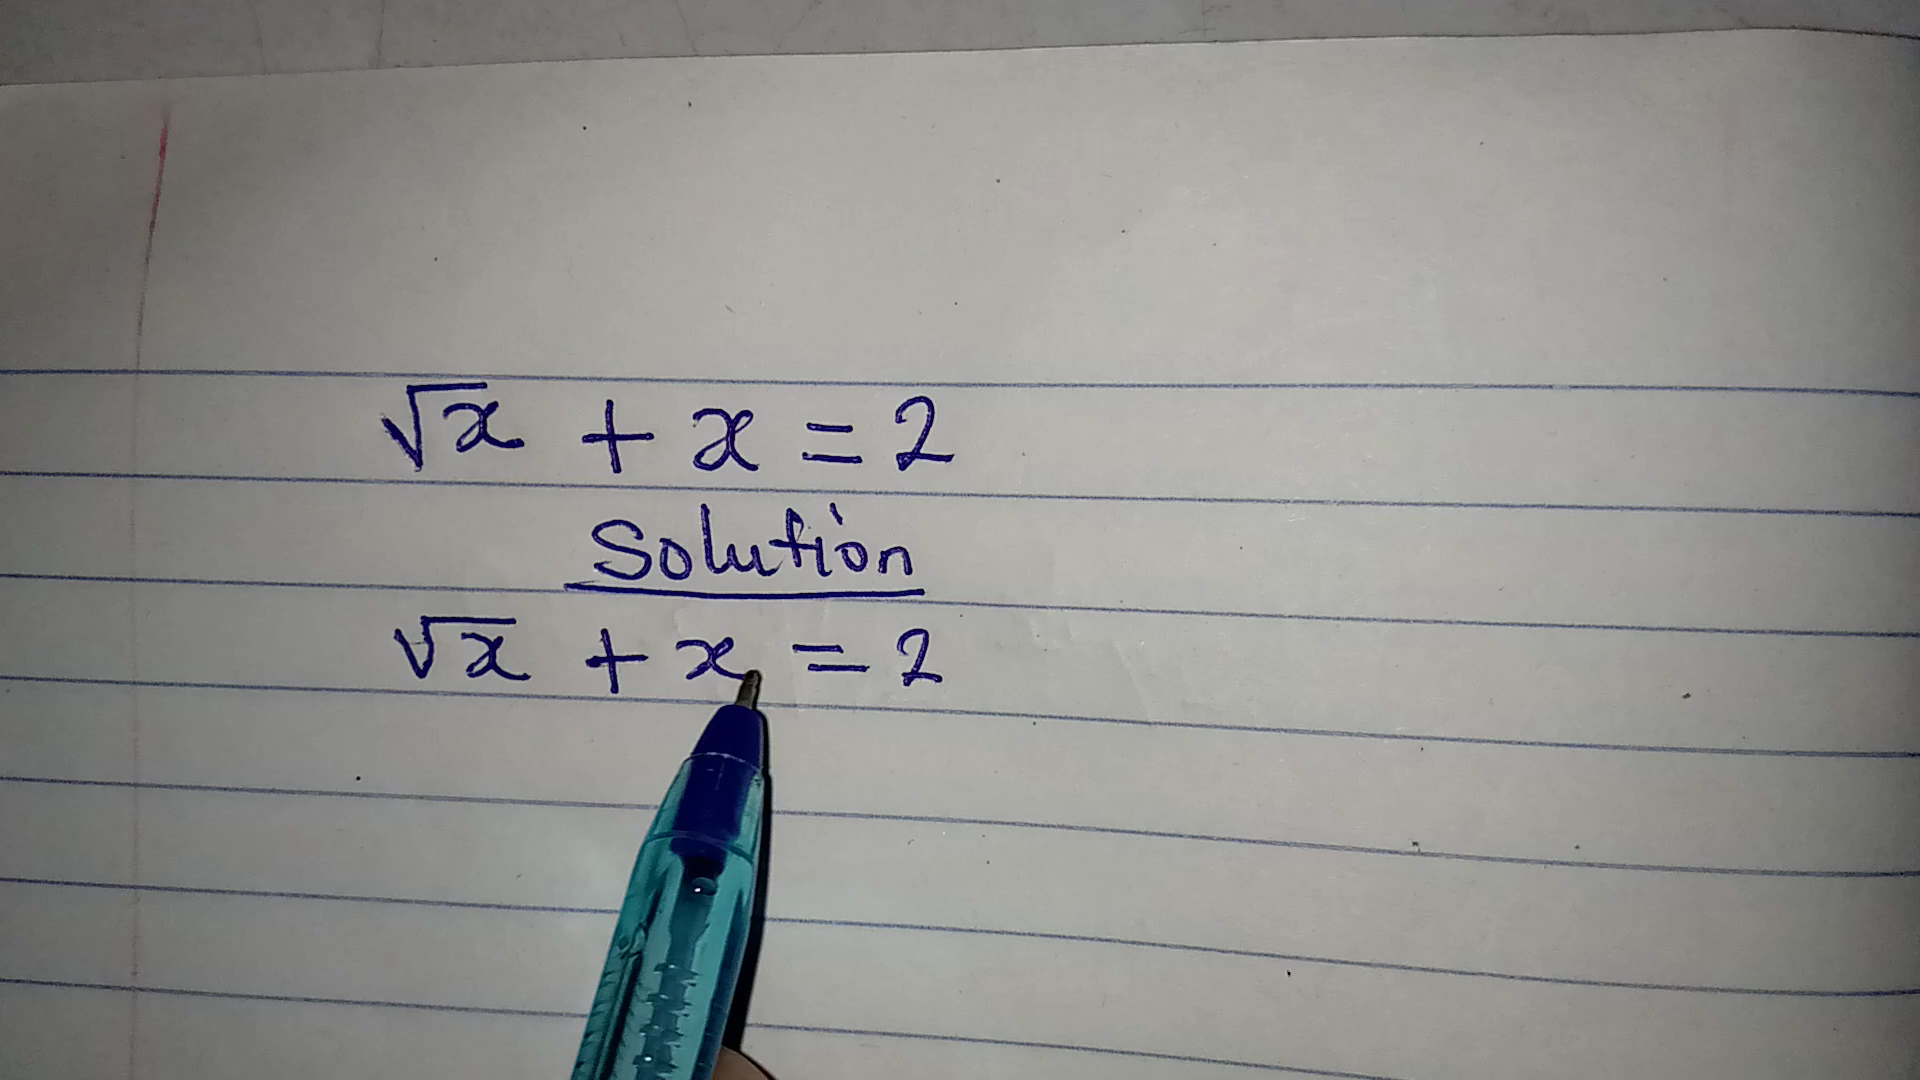 √x + x = 2
Solution
√x + x = 2